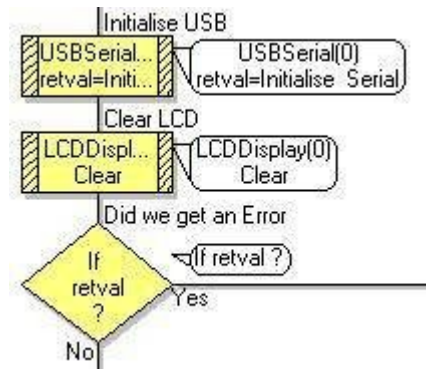 Initialise USB
USBSerial...
retval=Initi...
USBSerial(0)
retval=Initialise Serial
Clear LCD
LCDDispl...
Clear
LCDDisplay(0)
Clear
Did we get an Error
If
retval
?
If retval ?
Yes
No